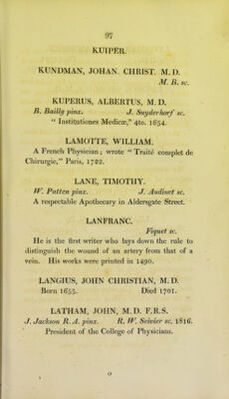 97
KUIPER.
KUNDMAN, JOHAN. CHRIST. M. D.
M. B. sc.
KUPERUS, ALBERTUS, M. D.
B. Bailly pinx. J. Snyderhorf sc.
" Institutiones Medicæ," 4to. 1654.
LAMOTTE, WILLIAM.
A French Physician; wrote " Traité complet de
Chirurgie," Paris, 1722.
LANE, TIMOTHY.
W. Patten pinx. J. Audinet sc.
A respectable Apothecary in Aldersgate Street.
LANFRANC.
Fiquet sc.
He is the first writer who lays down the rule to
distinguish the wound of an artery from that of a
vein. His works were printed in 1490.
LANGIUS, JOHN CHRISTIAN, M. D.
Born 1655. Died 1701.
LATHAM, JOHN, M. D. F.R.S.
J. Jackson R. A. pinx. R. W. Seivier sc. 1816.
President of the College of Physicians.
O